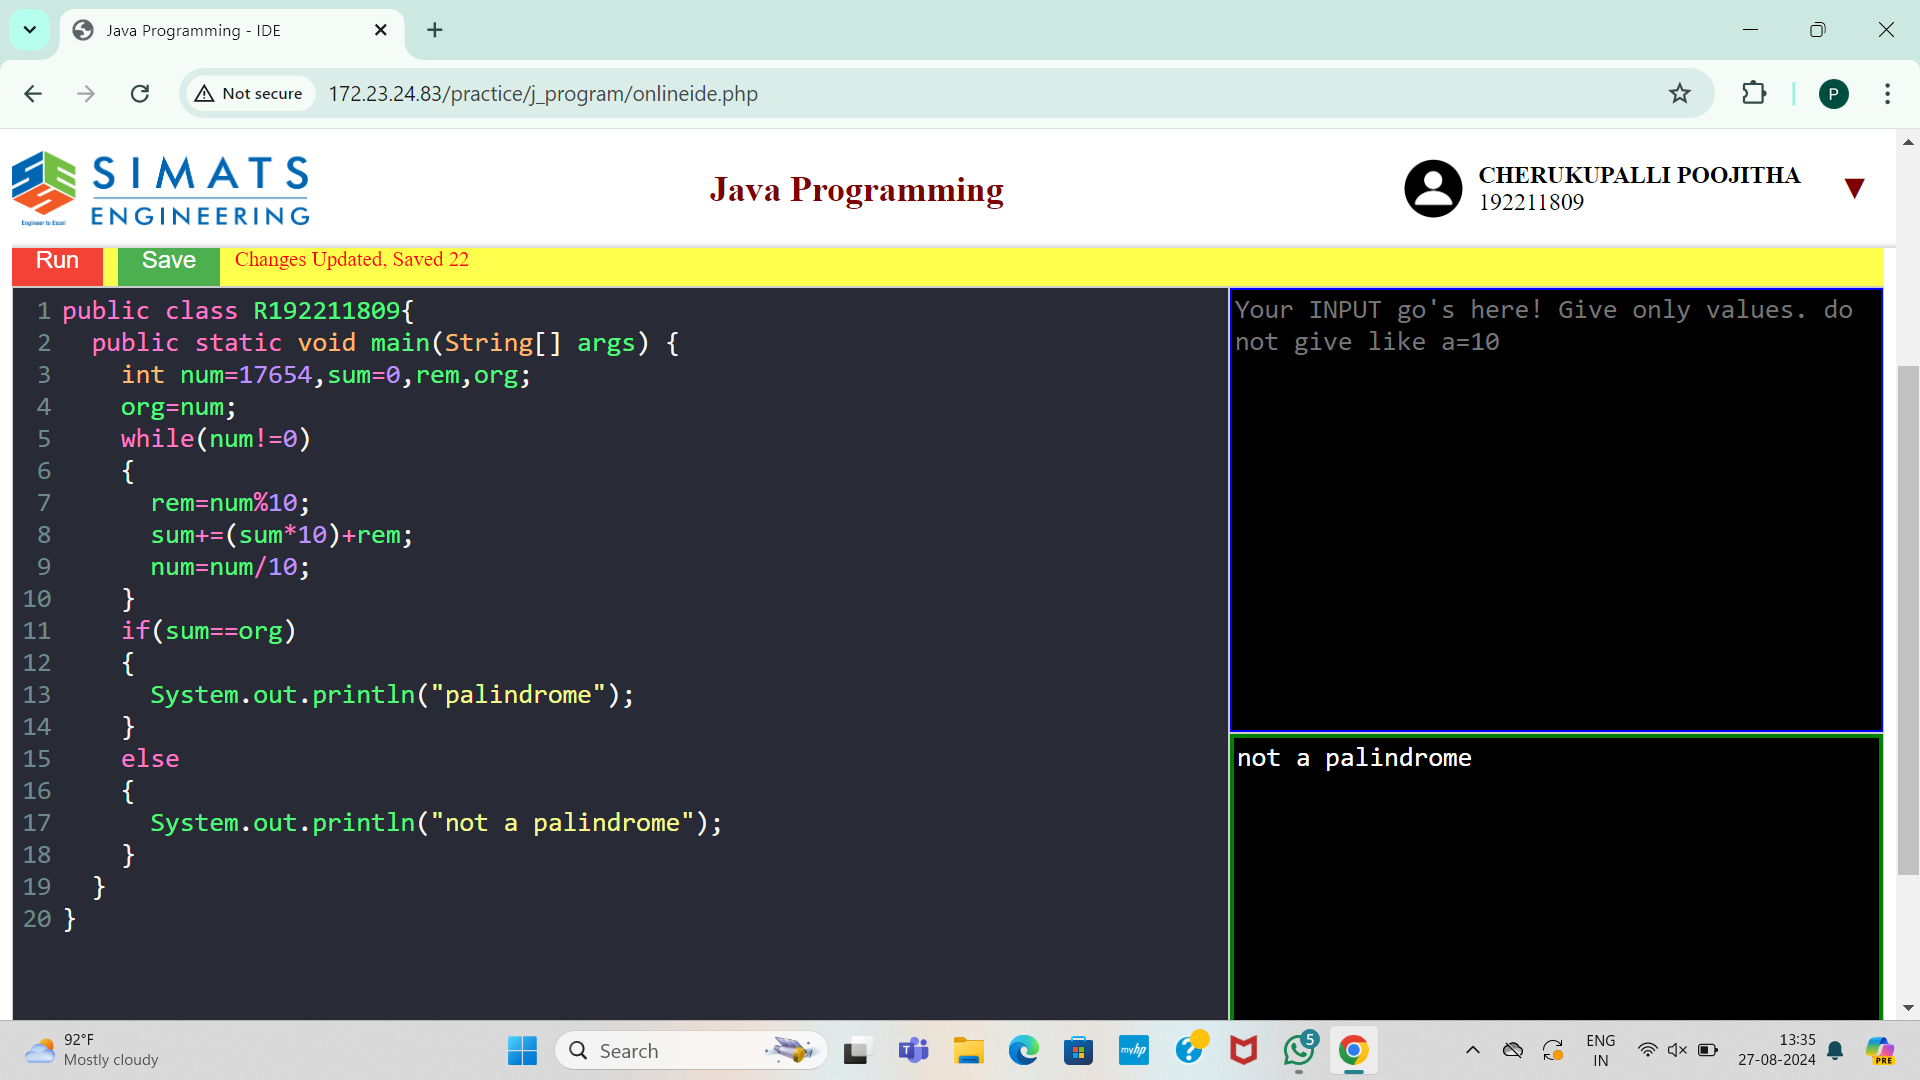 Java Programming - IDE
Not secure
172.23.24.83/practice/j_program/onlineide.php
P
SIMATS
ENGINEERING
Engineer to Excel
Java Programming
CHERUKUPALLI POOJITHA
192211809
Run
Save
Changes Updated, Saved 22
1 public class R192211809{
2 public static void main(String[] args) {
3 int num=17654,sum=0,rem,org;
4 org=num;
5 while(num!=0)
6 {
7 rem=num%10;
8 sum+=(sum*10)+rem;
9 num=num/10;
10 }
11 if(sum==org)
12 {
13 System.out.println("palindrome");
14 }
15 else
16 {
17 System.out.println("not a palindrome");
18 }
19 }
20 }
Your INPUT go's here! Give only values. do
not give like a=10
not a palindrome
92°F
Mostly cloudy
Search
myhp
5
ENG
IN
13:35
27-08-2024
PRE